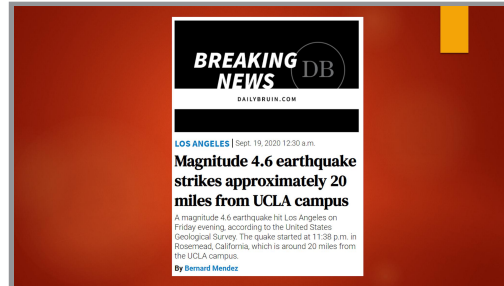 BREAKING
NEWS
DB
DAILYBRUIN.COM
LOS ANGELES | Sept. 19, 2020 12:30 a.m.
Magnitude 4.6 earthquake
strikes approximately 20
miles from UCLA campus
A magnitude 4.6 earthquake hit Los Angeles on
Friday evening, according to the United States
Geological Survey. The quake started at 11:38 p.m. in
Rosemead, California, which is around 20 miles from
the UCLA campus.
By Bernard Mendez